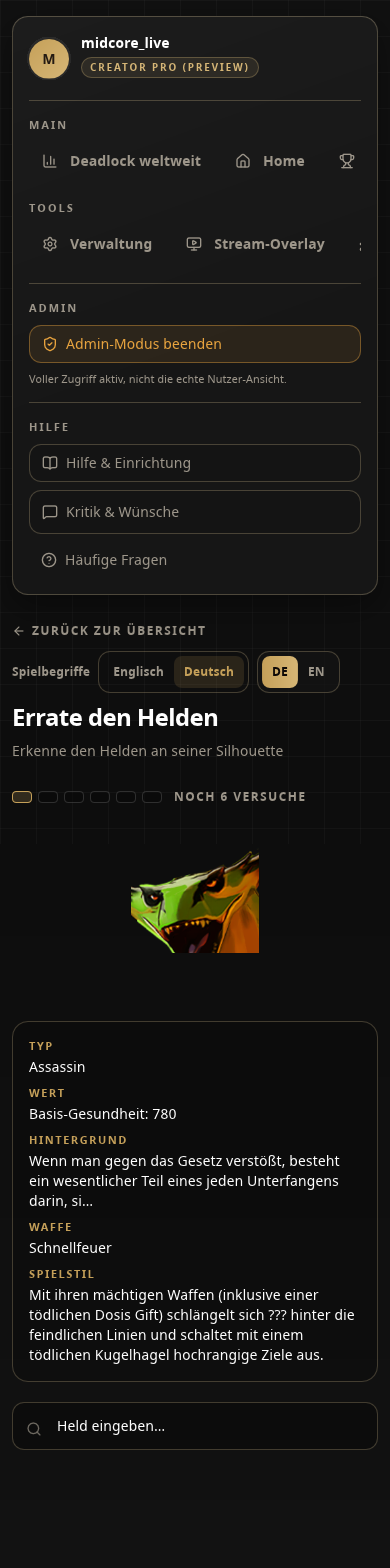 M
midcore_live
CREATOR PRO (PREVIEW)
MAIN
Deadlock weltweit
Home
TOOLS
Verwaltung
Stream-Overlay
ADMIN
Admin-Modus beenden
Voller Zugriff aktiv, nicht die echte Nutzer-Ansicht.
HILFE
Hilfe & Einrichtung
Kritik & Wünsche
Häufige Fragen
ZURÜCK ZUR ÜBERSICHT
Spielbegriffe Englisch Deutsch DE EN
Errate den Helden
Erkenne den Helden an seiner Silhouette
NOCH 6 VERSUCHE
TYP
Assassin
WERT
Basis-Gesundheit: 780
HINTERGRUND
Wenn man gegen das Gesetz verstößt, besteht
ein wesentlicher Teil eines jeden Unterfangens
darin, si...
WAFFE
Schnellfeuer
SPIELSTIL
Mit ihren mächtigen Waffen (inklusive einer
tödlichen Dosis Gift) schlängelt sich ??? hinter die
feindlichen Linien und schaltet mit einem
tödlichen Kugelhagel hochrangige Ziele aus.
Held eingeben...